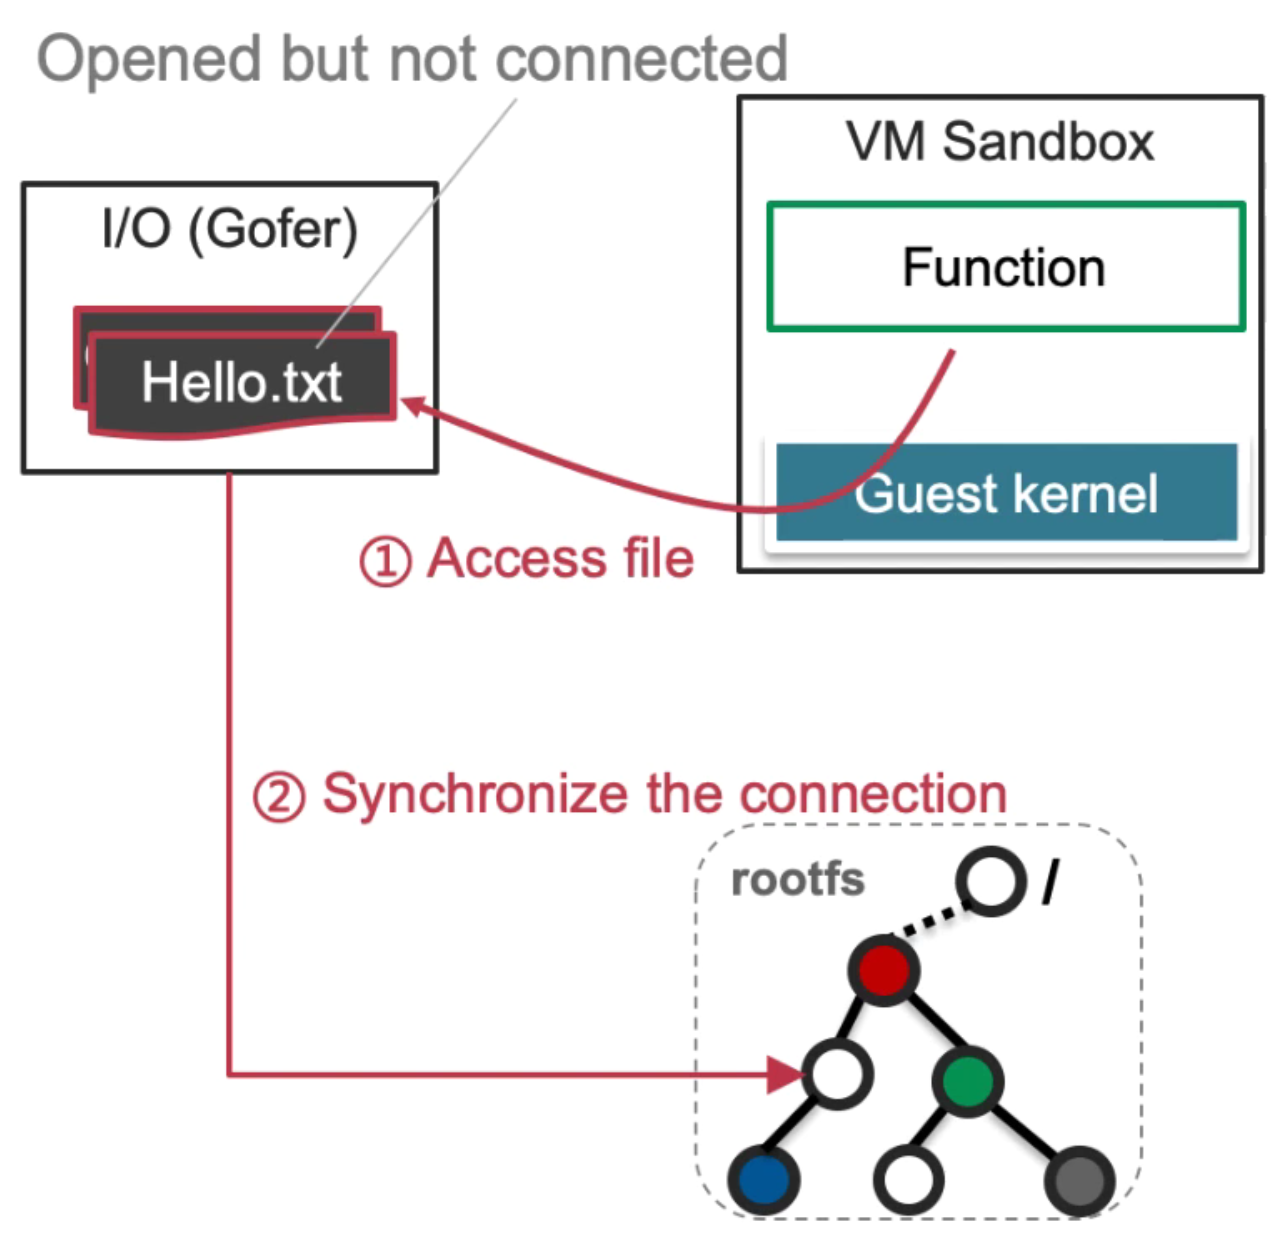 Opened but not connected
VM Sandbox
I/O (Gofer)
Function
Hello.txt
Guest kernel
① Access file
② Synchronize the connection
rootfs
/